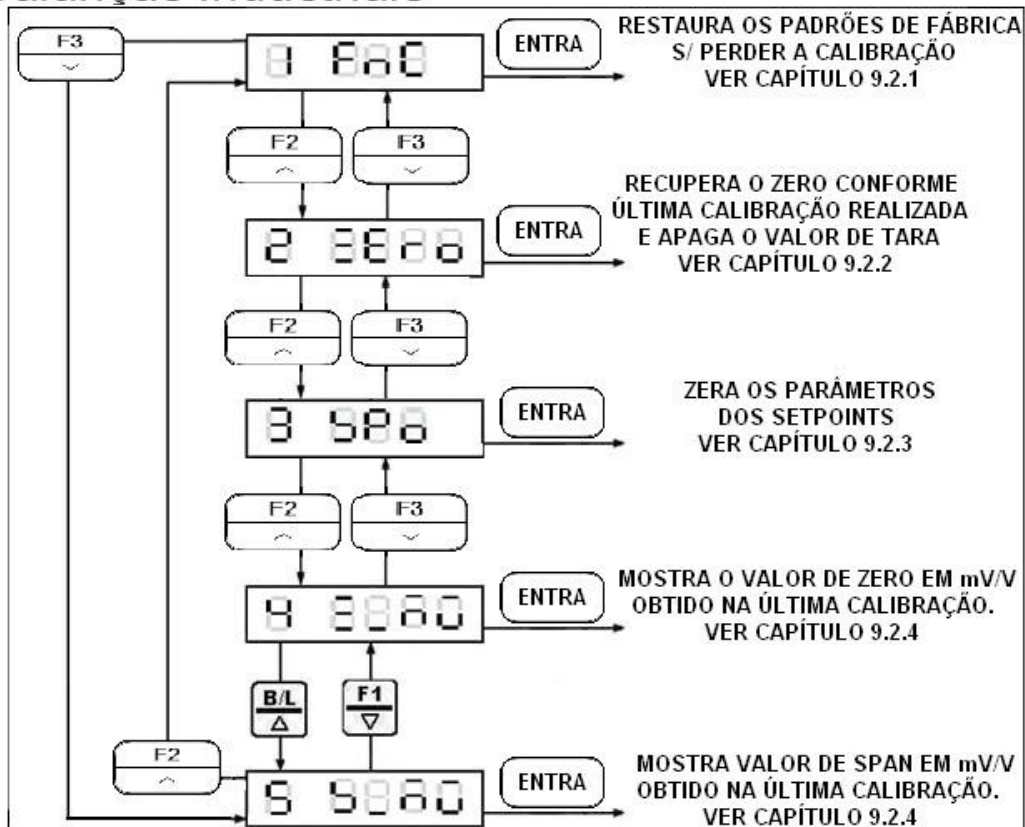 F3
1 FnC
ENTRA
RESTAURA OS PADRÕES DE FÁBRICA
S/ PERDER A CALIBRAÇÃO
VER CAPÍTULO 9.2.1
F2
F3
2 3Ero
ENTRA
RECUPERA O ZERO CONFORME
ÚLTIMA CALIBRAÇÃO REALIZADA
E APAGA O VALOR DE TARA
VER CAPÍTULO 9.2.2
F2
F3
3 SPo
ENTRA
ZERA OS PARÂMETROS
DOS SETPOINTS
VER CAPÍTULO 9.2.3
F2
F3
ENTRA
MOSTRA O VALOR DE ZERO EM mV/V
OBTIDO NA ÚLTIMA CALIBRAÇÃO.
VER CAPÍTULO 9.2.4
B/L
F1
F2
ENTRA
MOSTRA VALOR DE SPAN EM mV/V
OBTIDO NA ÚLTIMA CALIBRAÇÃO.
VER CAPÍTULO 9.2.4